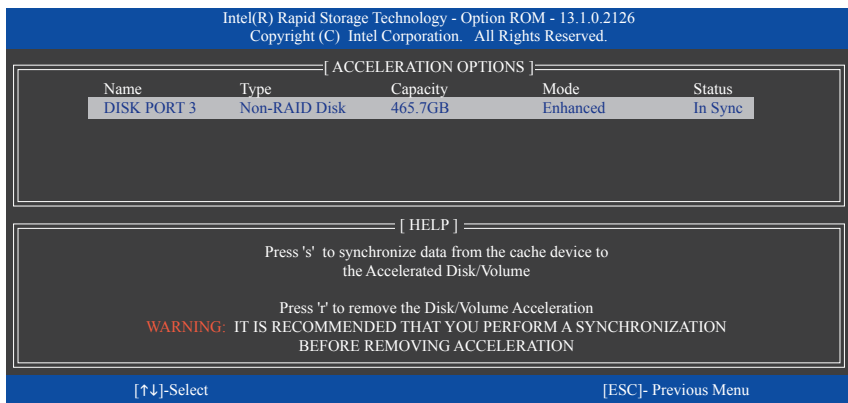 Intel(R) Rapid Storage Technology - Option ROM - 13.1.0.2126
Copyright (C) Intel Corporation. All Rights Reserved.
[ ACCELERATION OPTIONS ]
Name Type Capacity Mode Status
DISK PORT 3 Non-RAID Disk 465.7GB Enhanced In Sync
[ HELP ]
Press 's' to synchronize data from the cache device to
the Accelerated Disk/Volume
Press 'r' to remove the Disk/Volume Acceleration
WARNING: IT IS RECOMMENDED THAT YOU PERFORM A SYNCHRONIZATION
BEFORE REMOVING ACCELERATION
[↑↓]-Select [ESC]- Previous Menu